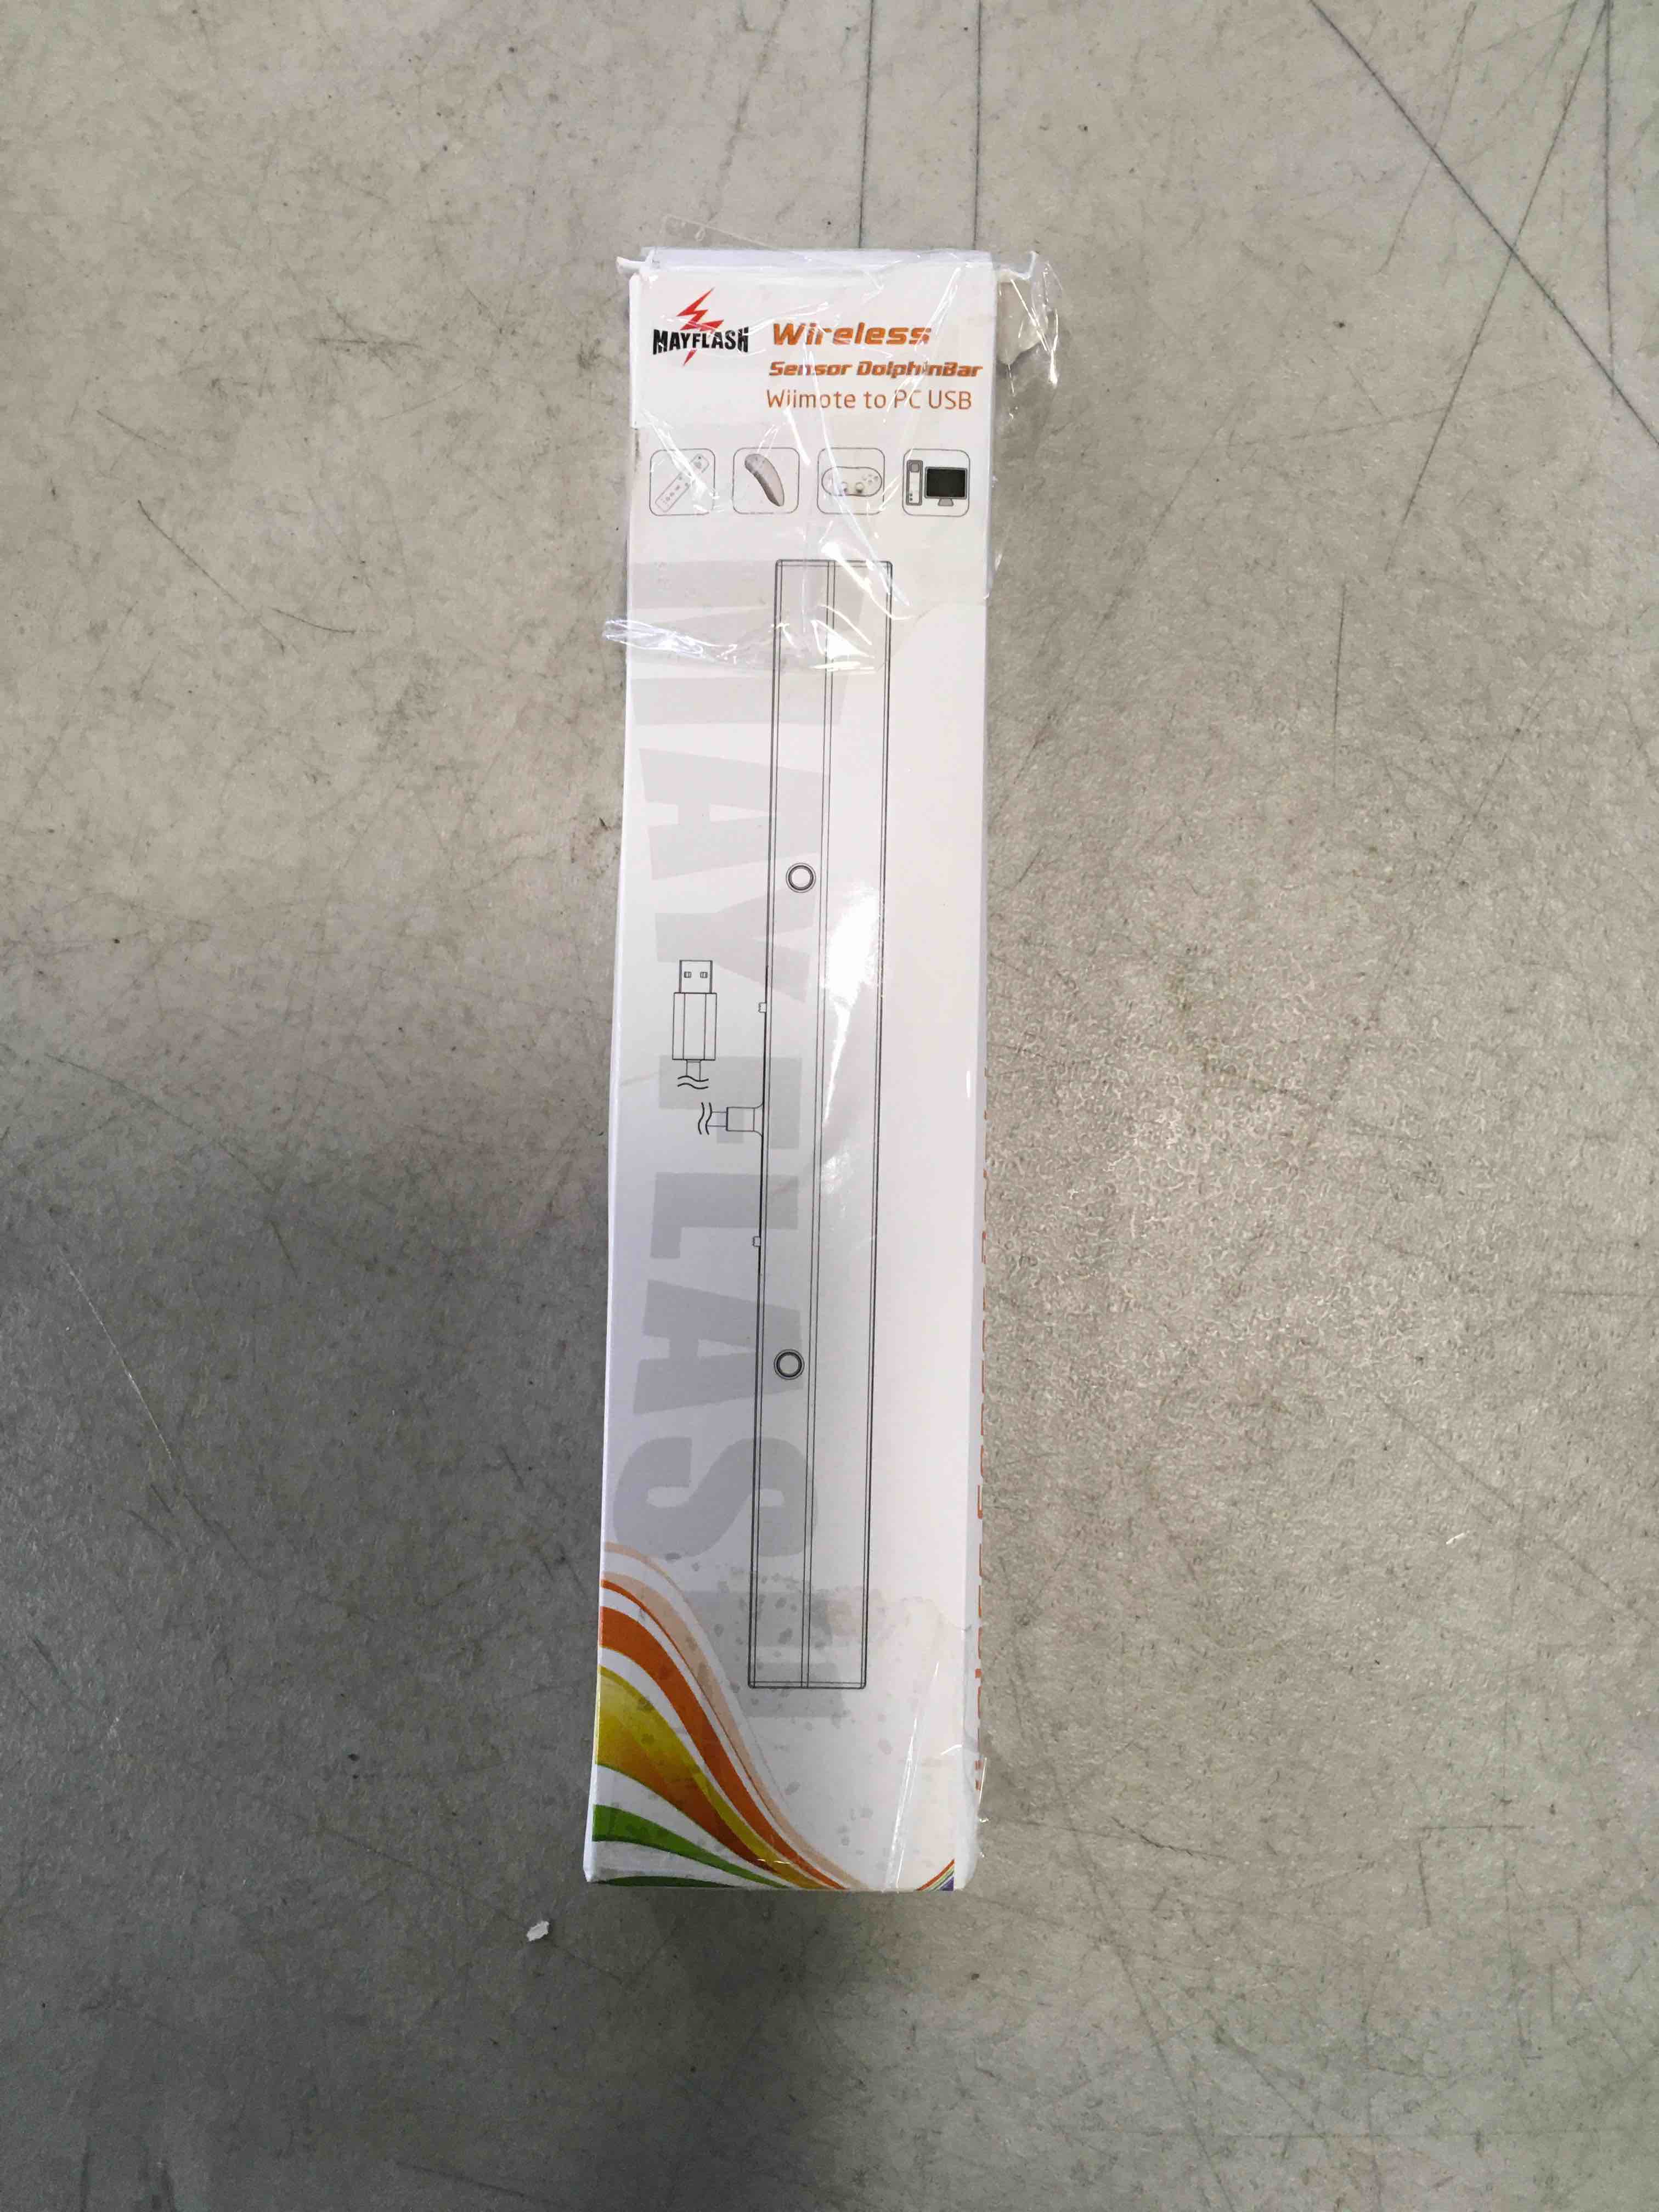 MAYFLASH
Wireless
Sensor DolphinBar
Wiimote to PC USB
MAYFLASH